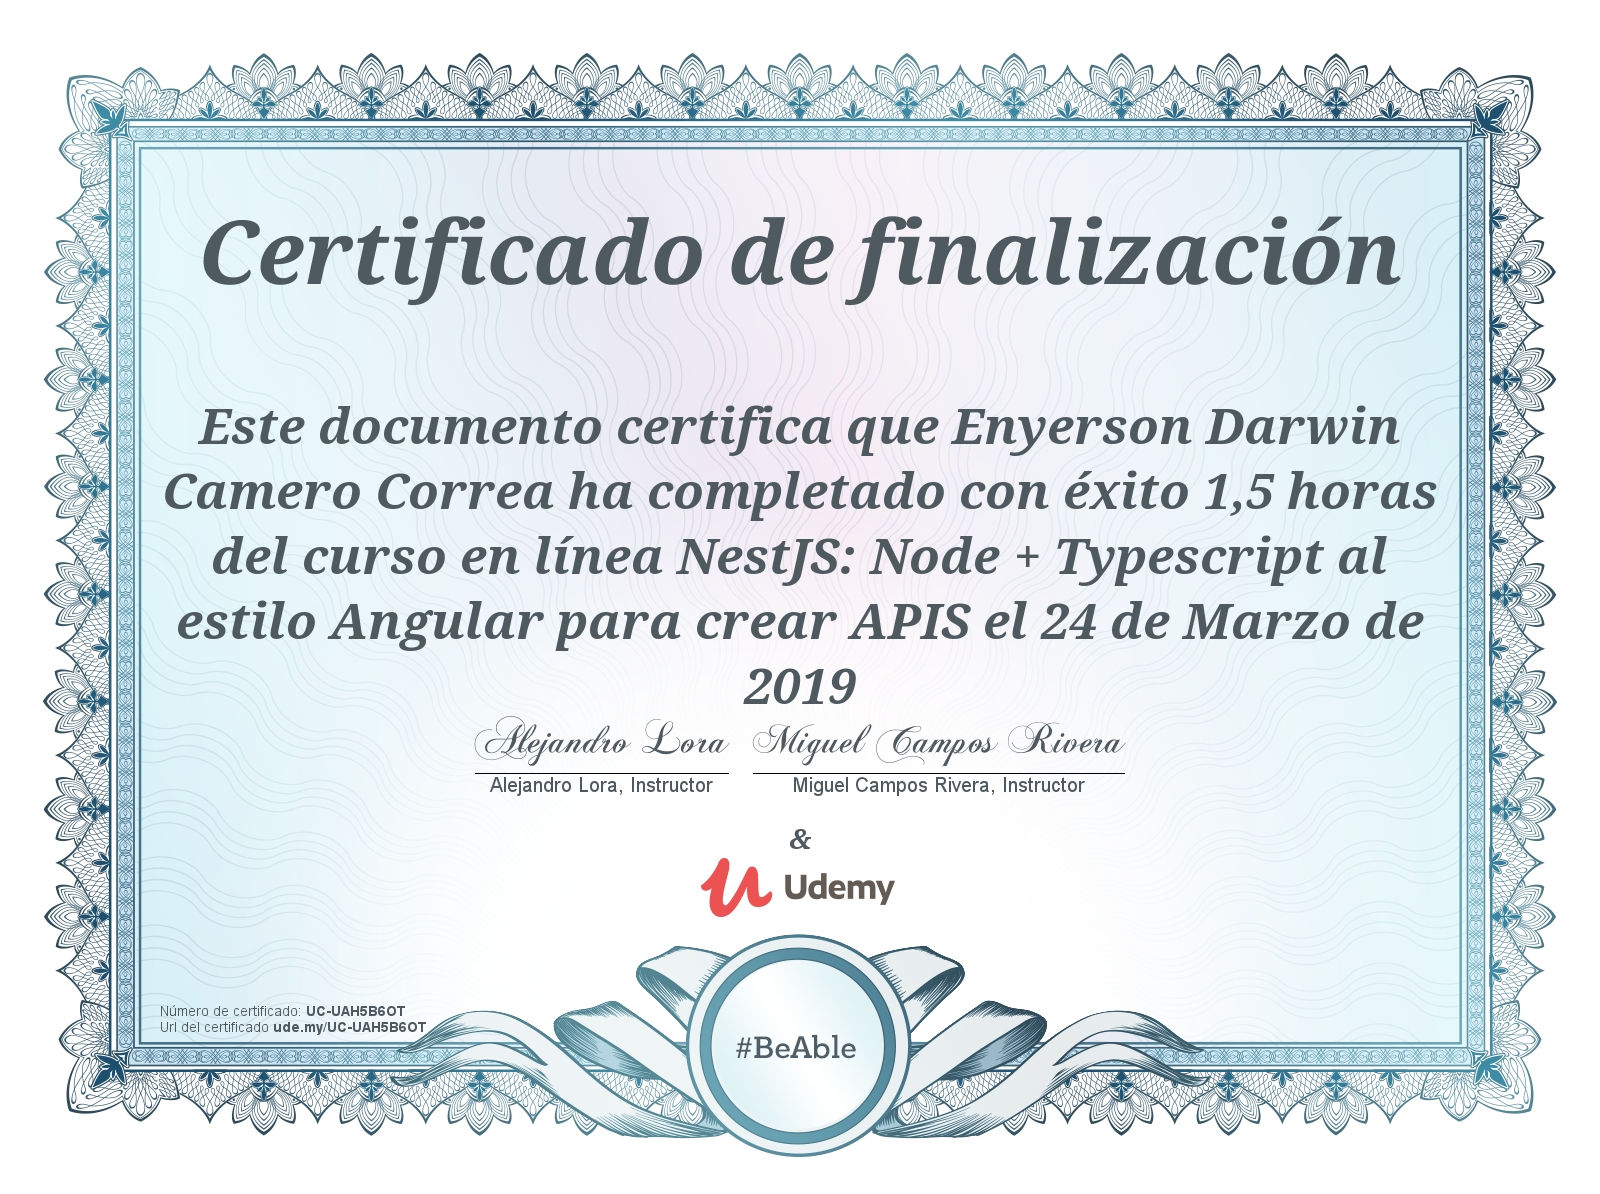 Certificado de finalización
Este documento certifica que Enyerson Darwin
Camero Correa ha completado con éxito 1,5 horas
del curso en línea NestJS: Node + Typescript al
estilo Angular para crear APIS el 24 de Marzo de
2019
Alejandro Lora Miguel Campos Rivera
Alejandro Lora, Instructor Miguel Campos Rivera, Instructor
&
Udemy
Número de certificado: UC-UAH5B6OT
Url del certificado ude.my/UC-UAH5B6OT
#BeAble